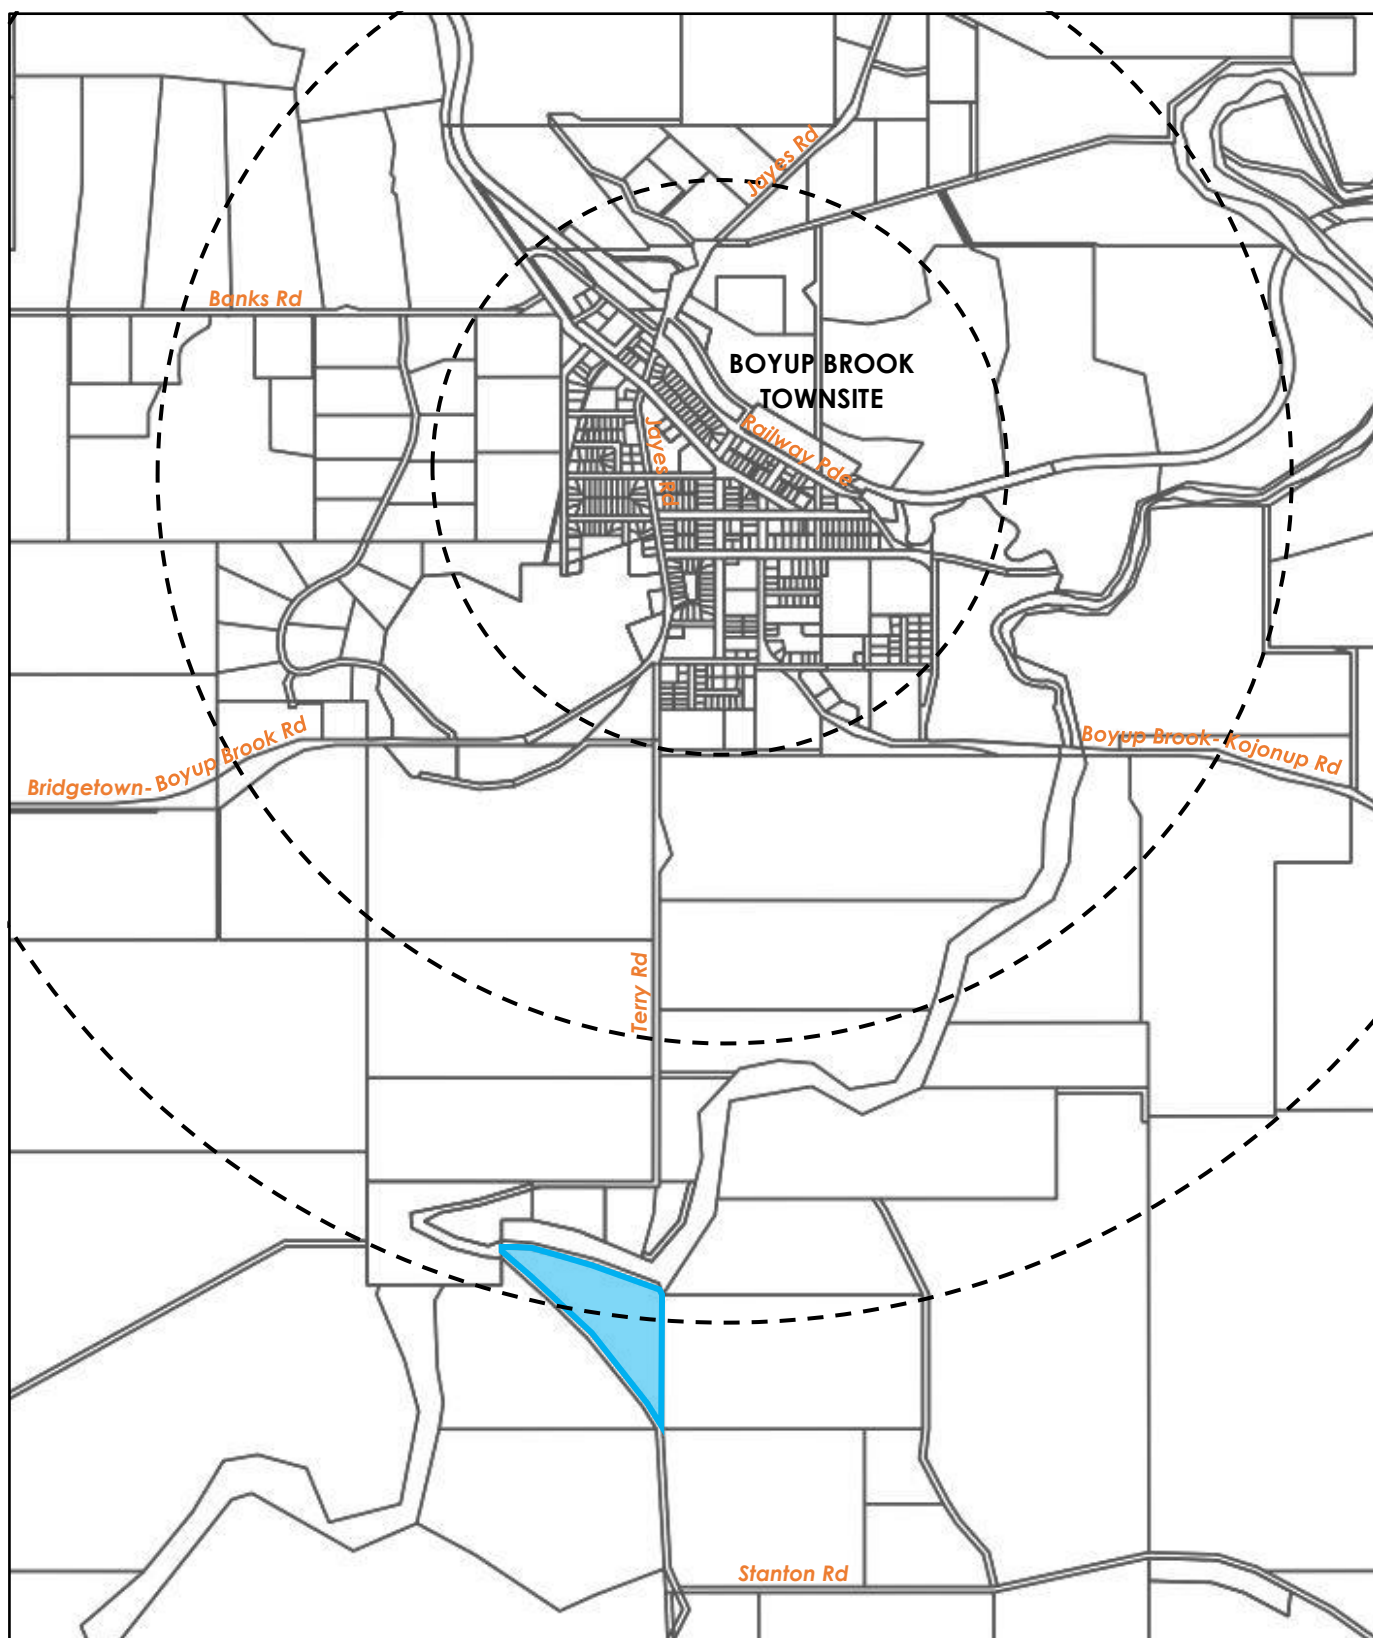 Jayes Rd
Banks Rd
BOYUP BROOK
TOWNSITE
Jayes Rd
Railway Pde
Bridgetown- Boyup Brook Rd
Boyup Brook- Kojonup Rd
Terry Rd
Stanton Rd